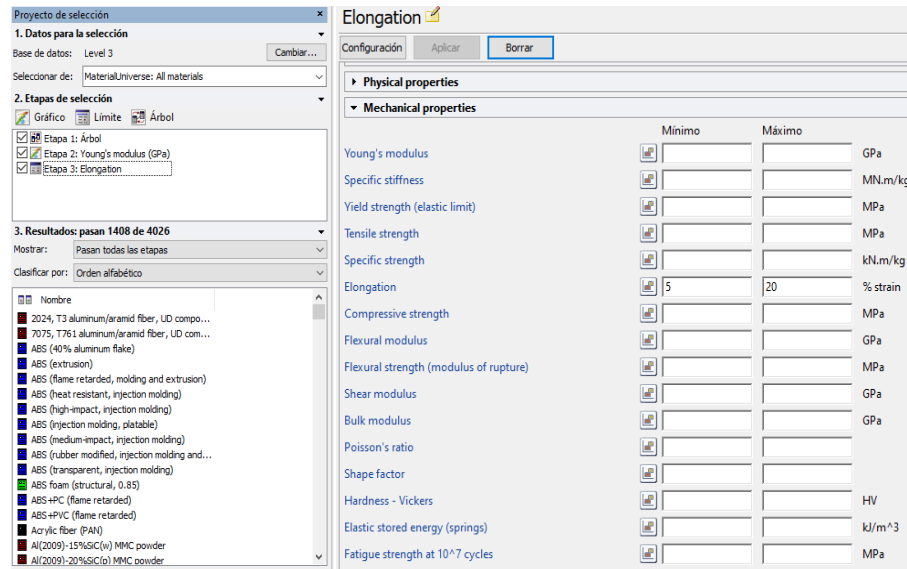 Proyecto de selección ×
1. Datos para la selección
Base de datos: Level 3 Cambiar...
Seleccionar de: MaterialUniverse: All materials
2. Etapas de selección
Gráfico Límite Árbol
Etapa 1: Árbol
Etapa 2: Young's modulus (GPa)
Etapa 3: Elongation
3. Resultados: pasan 1408 de 4026
Mostrar: Pasan todas las etapas
Clasificar por: Orden alfabético
Nombre
2024, T3 aluminum/aramid fiber, UD compo...
7075, T761 aluminum/aramid fiber, UD com...
ABS (40% aluminum flake)
ABS (extrusion)
ABS (flame retarded, molding and extrusion)
ABS (heat resistant, injection molding)
ABS (high-impact, injection molding)
ABS (injection molding, platable)
ABS (medium-impact, injection molding)
ABS (rubber modified, injection molding and...
ABS (transparent, injection molding)
ABS foam (structural, 0.85)
ABS+PC (flame retarded)
ABS+PVC (flame retarded)
Acrylic fiber (PAN)
Al(2009)-15%SiC(w) MMC powder
Al(2009)-20%SiC(p) MMC powder
Elongation
Configuración Aplicar Borrar
Physical properties
Mechanical properties
Mínimo Máximo
Young's modulus GPa
Specific stiffness MN.m/kg
Yield strength (elastic limit) MPa
Tensile strength MPa
Specific strength kN.m/kg
Elongation 5 20 % strain
Compressive strength MPa
Flexural modulus GPa
Flexural strength (modulus of rupture) MPa
Shear modulus GPa
Bulk modulus GPa
Poisson's ratio
Shape factor
Hardness - Vickers HV
Elastic stored energy (springs) kJ/m^3
Fatigue strength at 10^7 cycles MPa